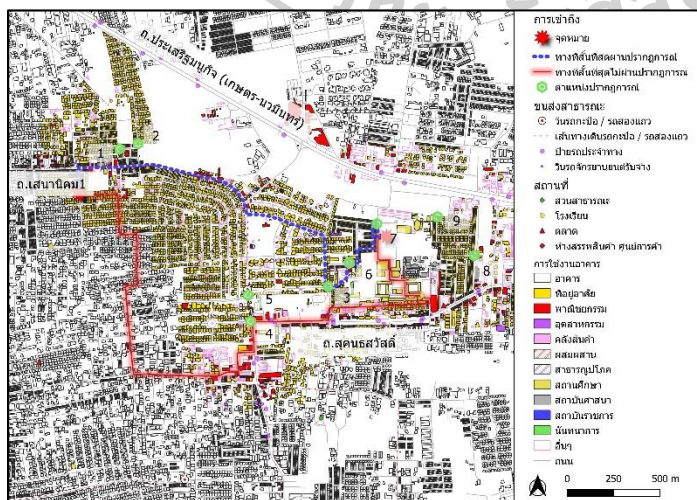 ถ.ประเสริฐมนูกิจ (เกษตร-นวมินทร์)
1
2
ถ.เสนานิคม1
9
7
6
8
5
3
4
ถ.สุคนธสวัสดิ์
การเข้าถึง
จุดหมาย
ทางที่สั้นที่สุดผ่านปรากฏการณ์
ทางที่สั้นที่สุดไม่ผ่านปรากฏการณ์
ตำแหน่งปรากฏการณ์
ขนส่งสาธารณะ
วินรถกะป๊อ / รถสองแถว
เส้นทางเดินรถกะป๊อ / รถสองแถว
ป้ายรถประจำทาง
วินรถจักรยานยนต์รับจ้าง
สถานที่
สวนสาธารณะ
โรงเรียน
ตลาด
ห้างสรรพสินค้า ศูนย์การค้า
การใช้งานอาคาร
อาคาร
ที่อยู่อาศัย
พาณิชยกรรม
อุตสาหกรรม
คลังสินค้า
ผสมผสาน
สาธารณูปโภค
สถานศึกษา
สถาบันศาสนา
สถาบันราชการ
นันทนาการ
อื่นๆ
ถนน
0 250 500 m